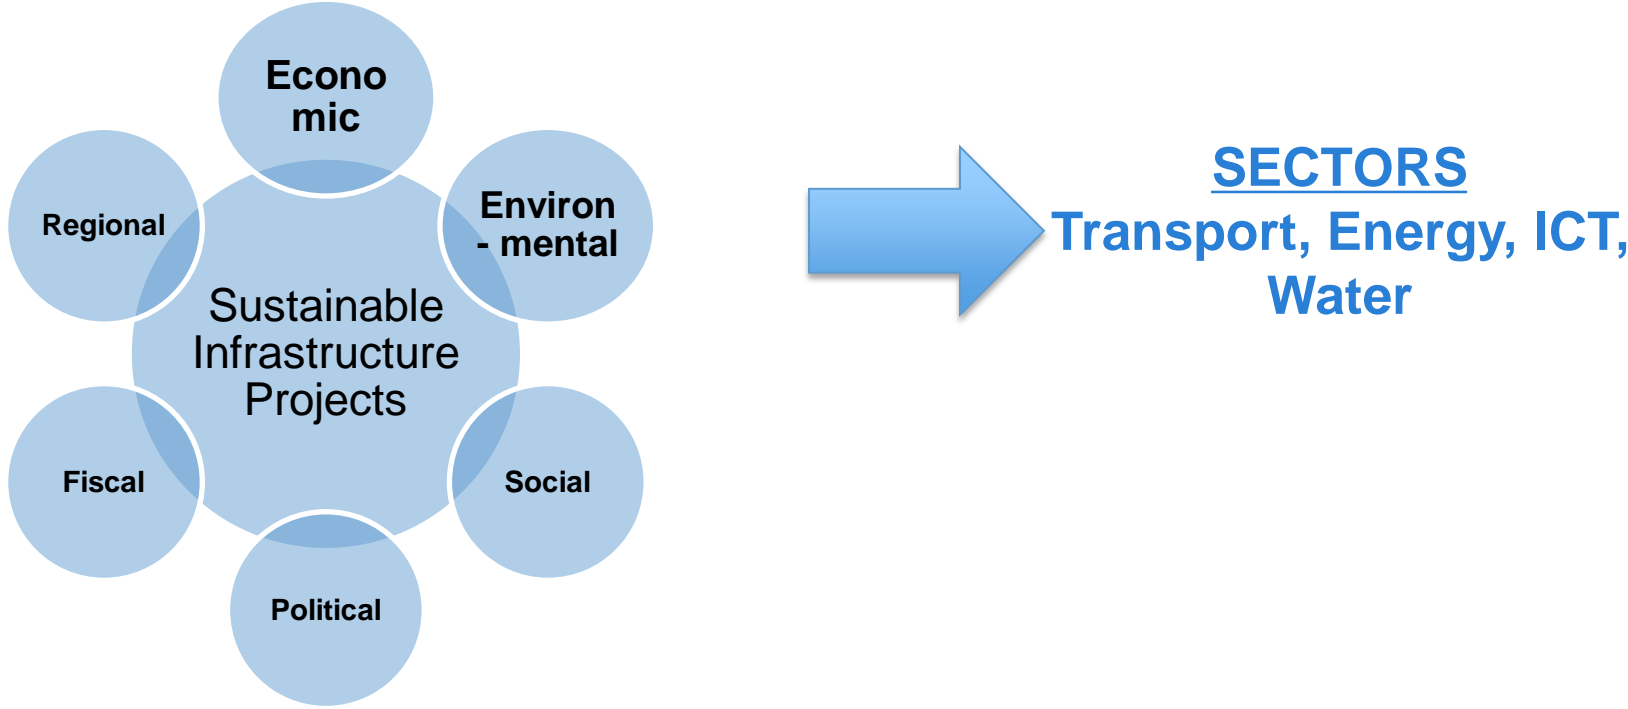 Econo
mic
Environ
- mental
Regional
Sustainable
Infrastructure
Projects
Fiscal
Social
Political
SECTORS
Transport, Energy, ICT,
Water